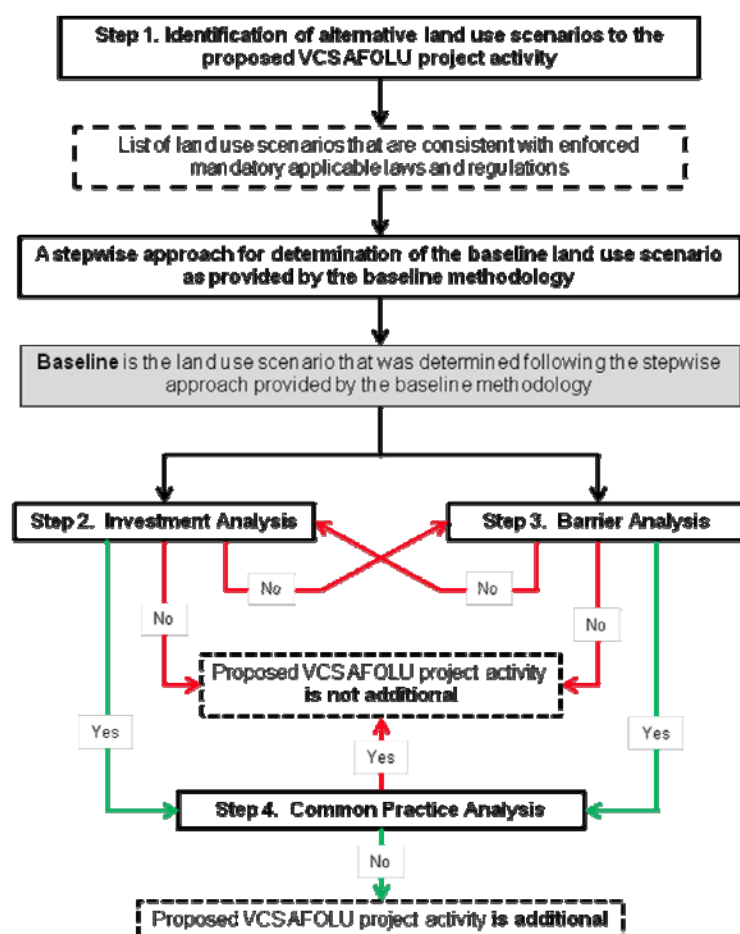 Step 1. Identification of alternative land use scenarios to the
proposed VCS AFOLU project activity
List of land use scenarios that are consistent with enforced
mandatory applicable laws and regulations
A stepwise approach for determination of the baseline land use scenario
as provided by the baseline methodology
Baseline is the land use scenario that was determined following the stepwise
approach provided by the baseline methodology
Step 2. Investment Analysis
Step 3. Barrier Analysis
No
No
No
No
Proposed VCS AFOLU project activity
is not additional
Yes
Yes
Yes
Step 4. Common Practice Analysis
No
Proposed VCS AFOLU project activity is additional